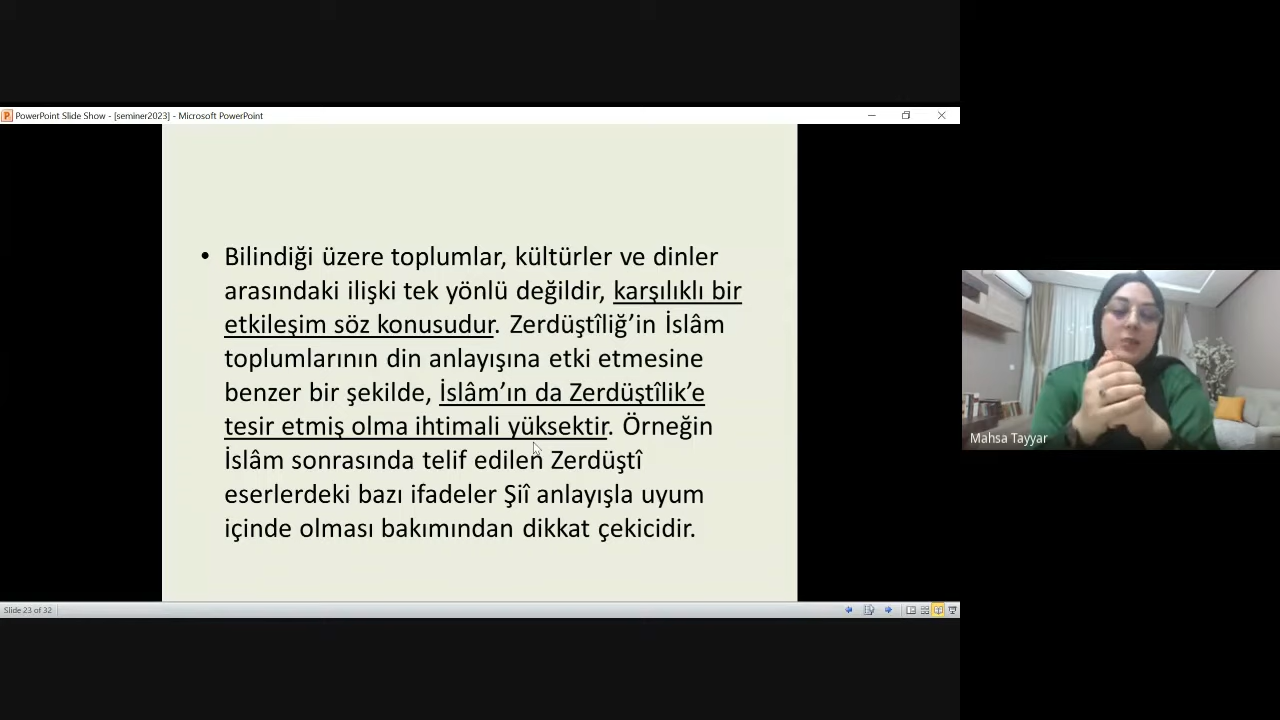 PowerPoint Slide Show - [seminer2023] - Microsoft PowerPoint
• Bilindiği üzere toplumlar, kültürler ve dinler
arasındaki ilişki tek yönlü değildir, karşılıklı bir
etkileşim söz konusudur. Zerdüştîliğ’in İslâm
toplumlarının din anlayışına etki etmesine
benzer bir şekilde, İslâm’ın da Zerdüştîlik’e
tesir etmiş olma ihtimali yüksektir. Örneğin
İslâm sonrasında telif edilen Zerdüştî
eserlerdeki bazı ifadeler Şiî anlayışla uyum
içinde olması bakımından dikkat çekicidir.
Mahsa Tayyar
Slide 23 of 32